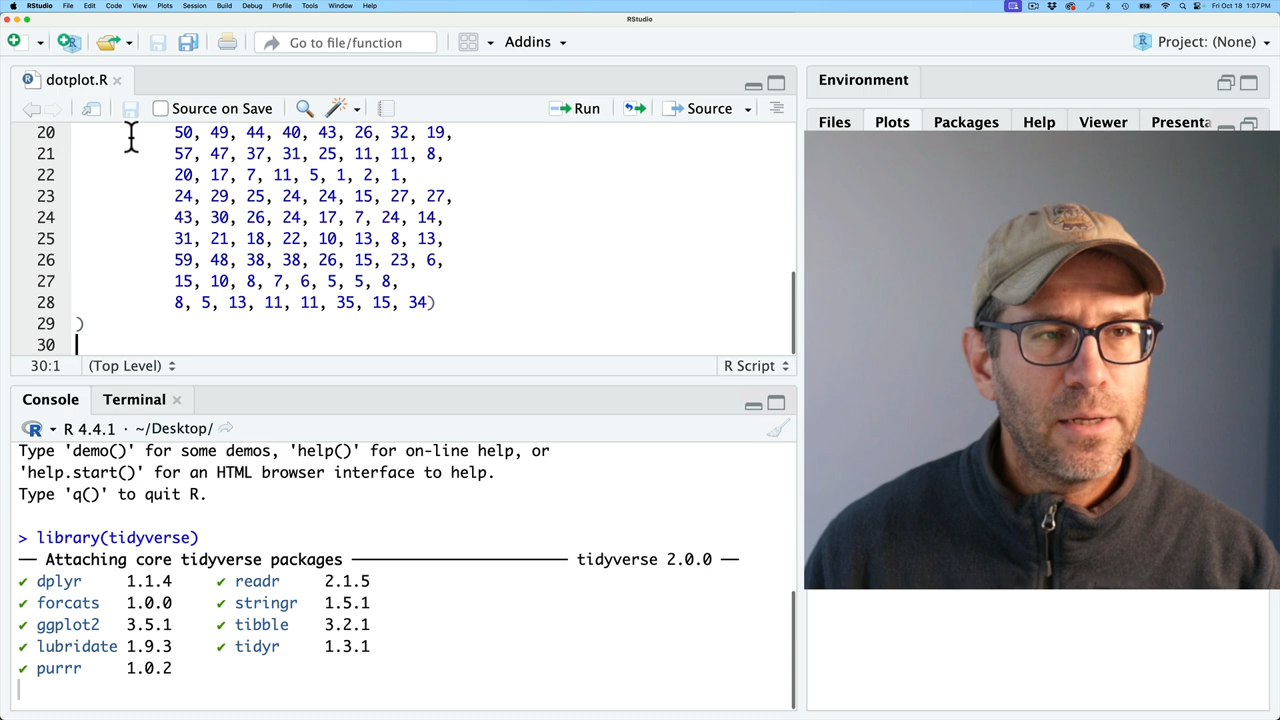 RStudio File Edit Code View Plots Session Build Debug Profile Tools Window Help Fri Oct 18 1:07PM
RStudio
Go to file/function Addins Project: (None)
dotplot.R
Source on Save Run Source
20 50, 49, 44, 40, 43, 26, 32, 19,
21 57, 47, 37, 31, 25, 11, 11, 8,
22 20, 17, 7, 11, 5, 1, 2, 1,
23 24, 29, 25, 24, 24, 15, 27, 27,
24 43, 30, 26, 24, 17, 7, 24, 14,
25 31, 21, 18, 22, 10, 13, 8, 13,
26 59, 48, 38, 38, 26, 15, 23, 6,
27 15, 10, 8, 7, 6, 5, 5, 8,
28 8, 5, 13, 11, 11, 35, 15, 34)
29 )
30
30:1 (Top Level) R Script
Console Terminal
R 4.4.1 · ~/Desktop/
Type 'demo()' for some demos, 'help()' for on-line help, or
'help.start()' for an HTML browser interface to help.
Type 'q()' to quit R.
> library(tidyverse)
── Attaching core tidyverse packages ──────────────── tidyverse 2.0.0 ──
✔ dplyr 1.1.4 ✔ readr 2.1.5
✔ forcats 1.0.0 ✔ stringr 1.5.1
✔ ggplot2 3.5.1 ✔ tibble 3.2.1
✔ lubridate 1.9.3 ✔ tidyr 1.3.1
✔ purrr 1.0.2
Environment
Files Plots Packages Help Viewer Presenta